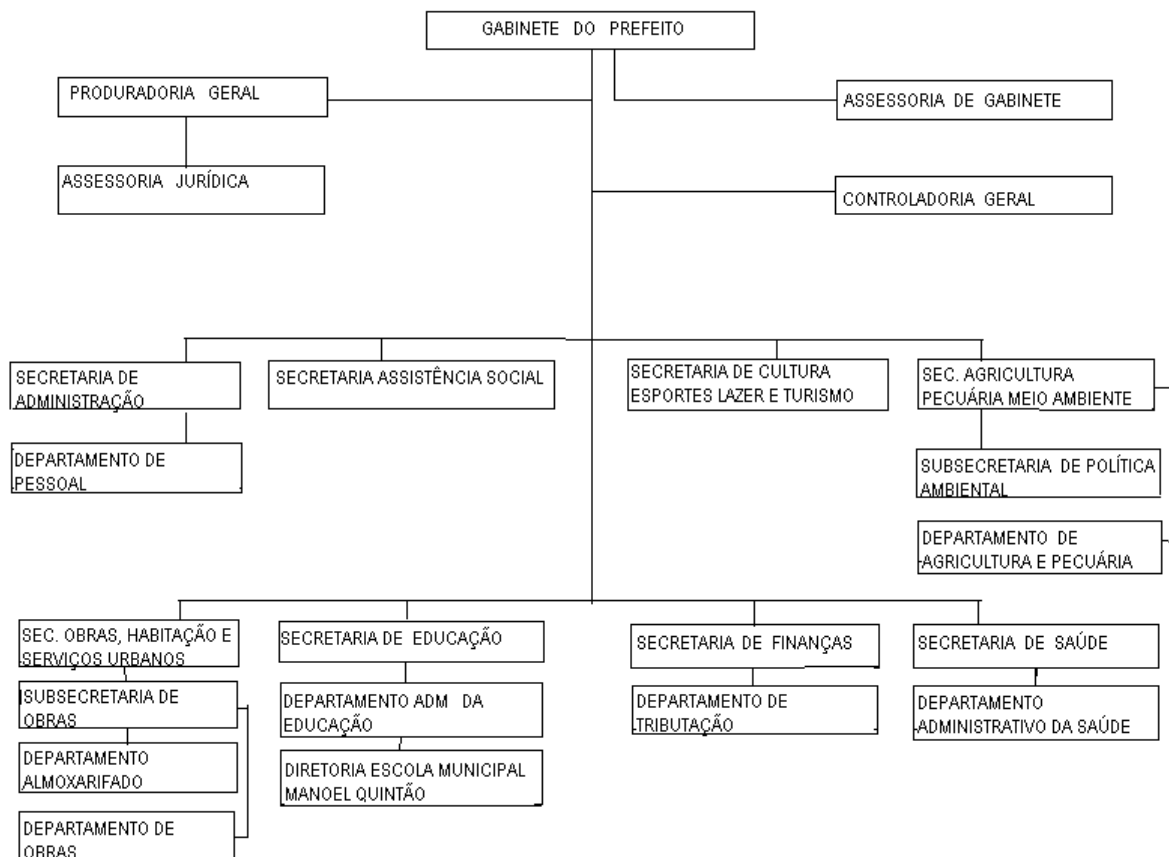 GABINETE DO PREFEITO
PRODURADORIA GERAL
ASSESSORIA DE GABINETE
ASSESSORIA JURÍDICA
CONTROLADORIA GERAL
SECRETARIA DE
ADMINISTRAÇÃO
SECRETARIA ASSISTÊNCIA SOCIAL
SECRETARIA DE CULTURA
ESPORTES LAZER E TURISMO
SEC. AGRICULTURA
PECUÁRIA MEIO AMBIENTE
DEPARTAMENTO DE
PESSOAL
SUBSECRETARIA DE POLÍTICA
AMBIENTAL
DEPARTAMENTO DE
AGRICULTURA E PECUÁRIA
SEC. OBRAS, HABITAÇÃO E
SERVIÇOS URBANOS
SECRETARIA DE EDUCAÇÃO
SECRETARIA DE FINANÇAS
SECRETARIA DE SAÚDE
SUBSECRETARIA DE
OBRAS
DEPARTAMENTO ADM DA
EDUCAÇÃO
DEPARTAMENTO DE
TRIBUTAÇÃO
DEPARTAMENTO
ADMINISTRATIVO DA SAÚDE
DEPARTAMENTO
ALMOXARIFADO
DIRETORIA ESCOLA MUNICIPAL
MANOEL QUINTÃO
DEPARTAMENTO DE
OBRAS